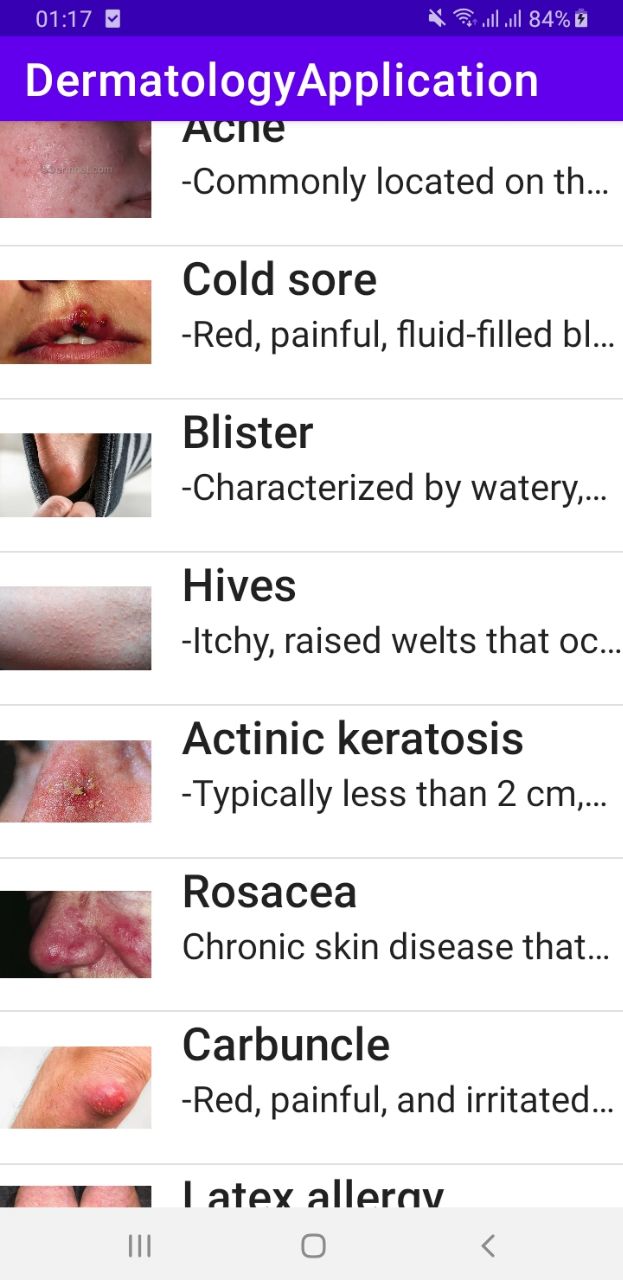 01:17 84%
DermatologyApplication
Acne
-Commonly located on th...
Cold sore
-Red, painful, fluid-filled bl...
Blister
-Characterized by watery,...
Hives
-Itchy, raised welts that oc...
Actinic keratosis
-Typically less than 2 cm,...
Rosacea
Chronic skin disease that...
Carbuncle
-Red, painful, and irritated...
Latex allergy